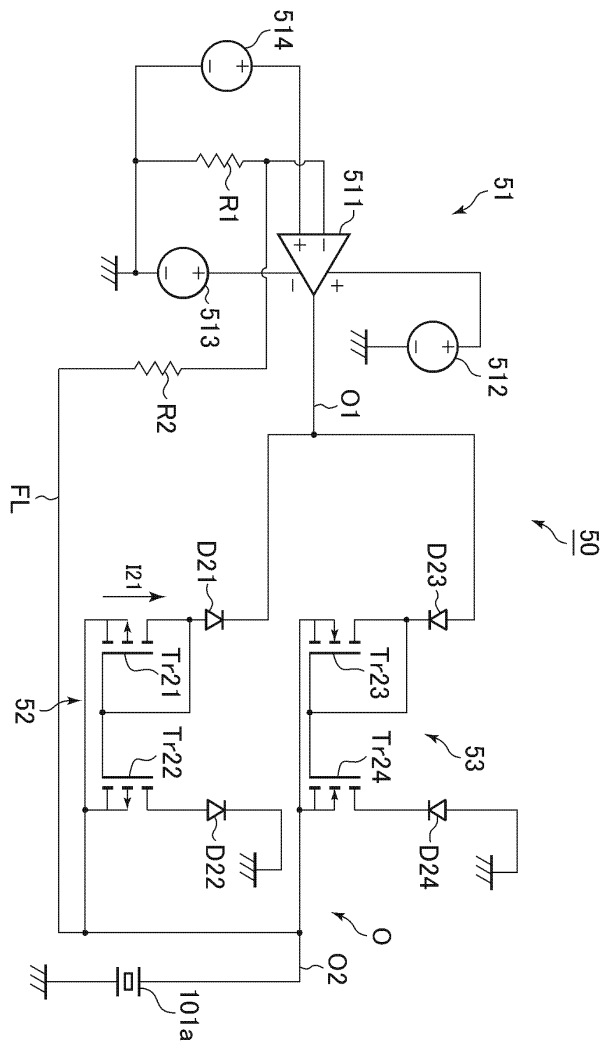 50
51
514
R1
511
−
+
+
−
+
−
+
−
513
+
−
512
O1
R2
FL
D23
D21
I21
Tr23
Tr21
53
52
Tr24
Tr22
D24
D22
O
O2
101a